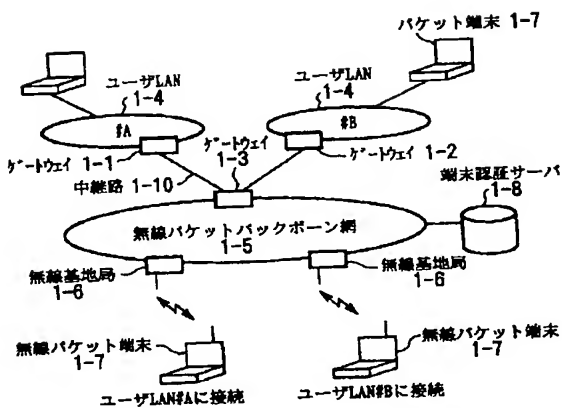 パケット端末 1-7
ユーザLAN
1-4
ユーザLAN
1-4
#A
#B
ゲートウェイ 1-1
ゲートウェイ
1-3
ゲートウェイ 1-2
中継路 1-10
端末認証サーバ
1-8
無線パケットバックボーン網
1-5
無線基地局
1-6
無線基地局
1-6
無線パケット端末
1-7
無線パケット端末
1-7
ユーザLAN#Aに接続
ユーザLAN#Bに接続